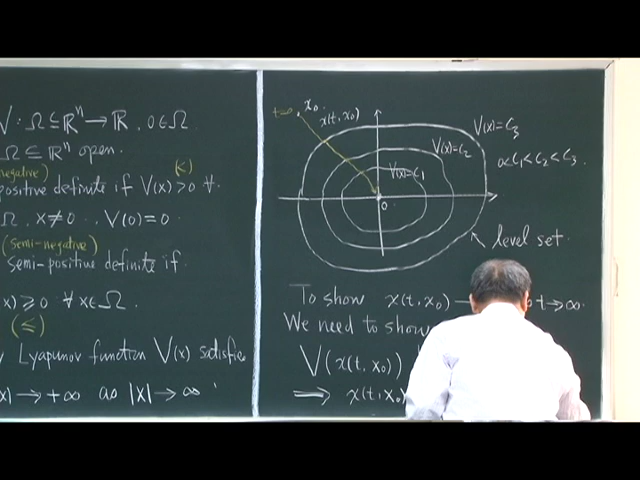 V : Ω ⊆ ℝⁿ → ℝ, 0 ∈ Ω
Ω ⊆ ℝⁿ open.
(<)
positive definite if V(x) > 0 ∀
Ω, x ≠ 0 . V(0) = 0
(semi-negative)
semi-positive definite if
x) ≥ 0 ∀ x ∈ Ω.
(≤)
Lyapunov function V(x) satisfies
x) → +∞ as |x| → ∞
t=0
x₀
x(t, x₀)
V(x) = C₃
V(x) = C₂
V(x) = C₁
0 < C₁ < C₂ < C₃
0
level set.
To show x(t, x₀) — t → ∞.
We need to show
V(x(t, x₀))
⇒ x(t, x₀)